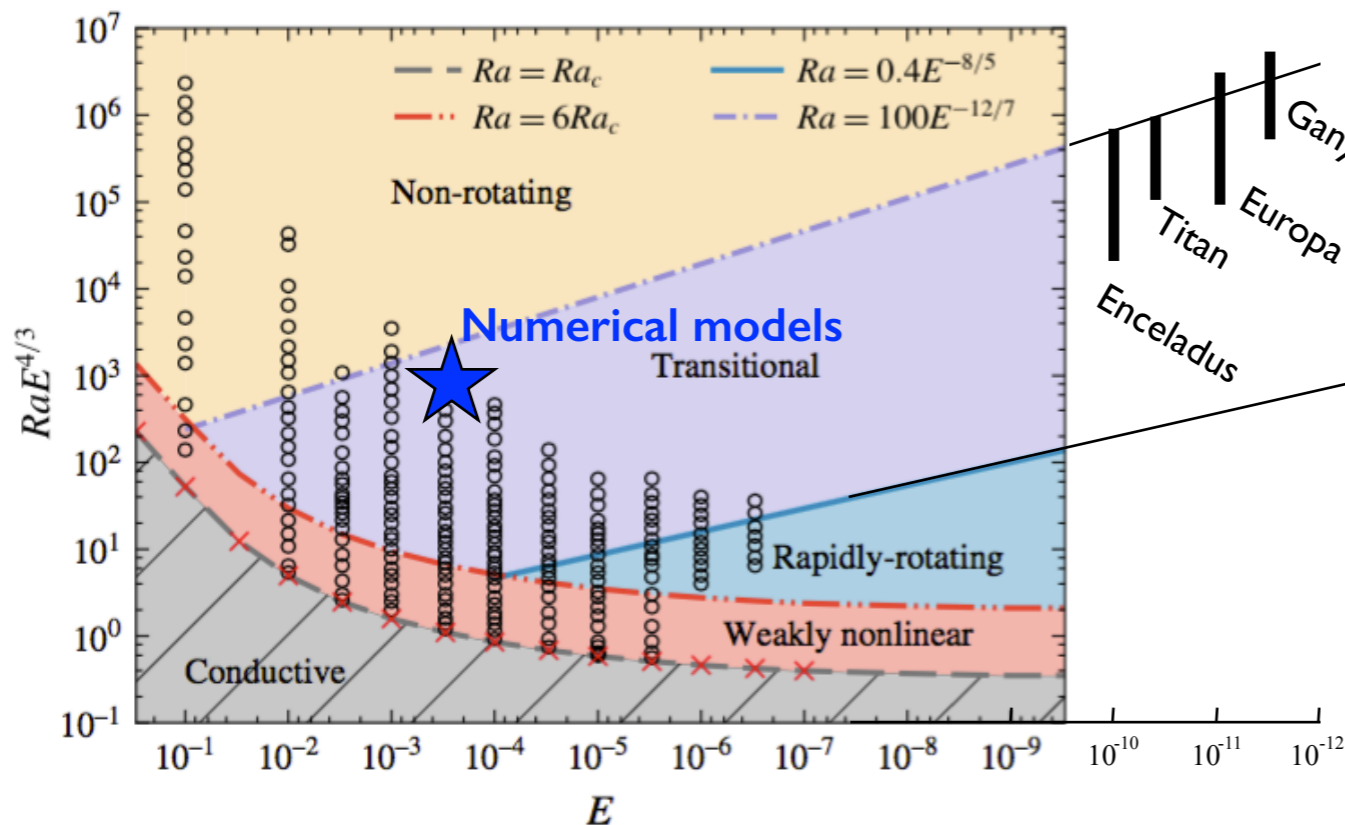 10^7
10^6
10^5
10^4
10^3
10^2
10^1
10^0
10^{-1}
RaE^{4/3}
Ra = Ra_c
Ra = 0.4E^{-8/5}
Ra = 6Ra_c
Ra = 100E^{-12/7}
Non-rotating
Numerical models
Transitional
Rapidly-rotating
Weakly nonlinear
Conductive
Gany
Europa
Titan
Enceladus
10^{-1}
10^{-2}
10^{-3}
10^{-4}
10^{-5}
10^{-6}
10^{-7}
10^{-8}
10^{-9}
10^{-10}
10^{-11}
10^{-12}
E